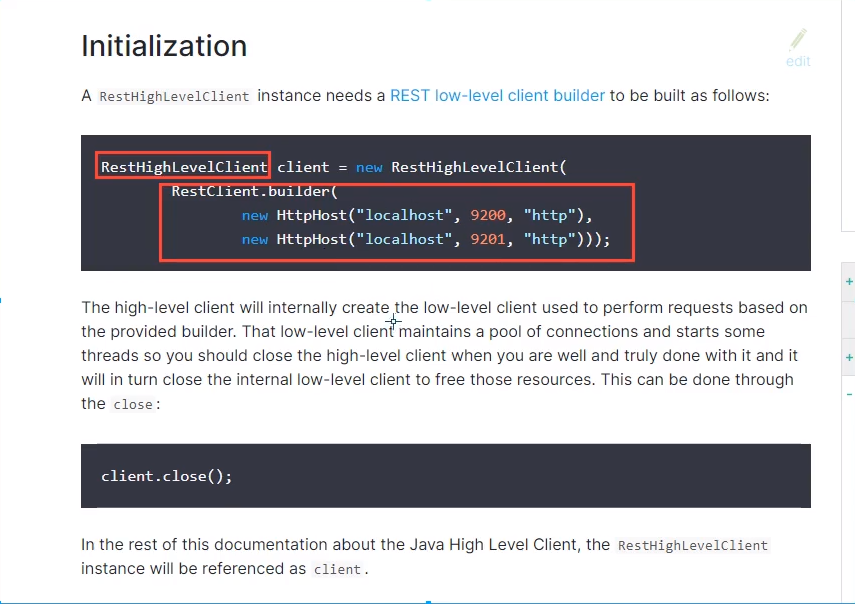 Initialization
edit
A RestHighLevelClient instance needs a REST low-level client builder to be built as follows:
RestHighLevelClient client = new RestHighLevelClient(
RestClient.builder(
new HttpHost("localhost", 9200, "http"),
new HttpHost("localhost", 9201, "http")));
The high-level client will internally create the low-level client used to perform requests based on
the provided builder. That low-level client maintains a pool of connections and starts some
threads so you should close the high-level client when you are well and truly done with it and it
will in turn close the internal low-level client to free those resources. This can be done through
the close:
client.close();
In the rest of this documentation about the Java High Level Client, the RestHighLevelClient
instance will be referenced as client.